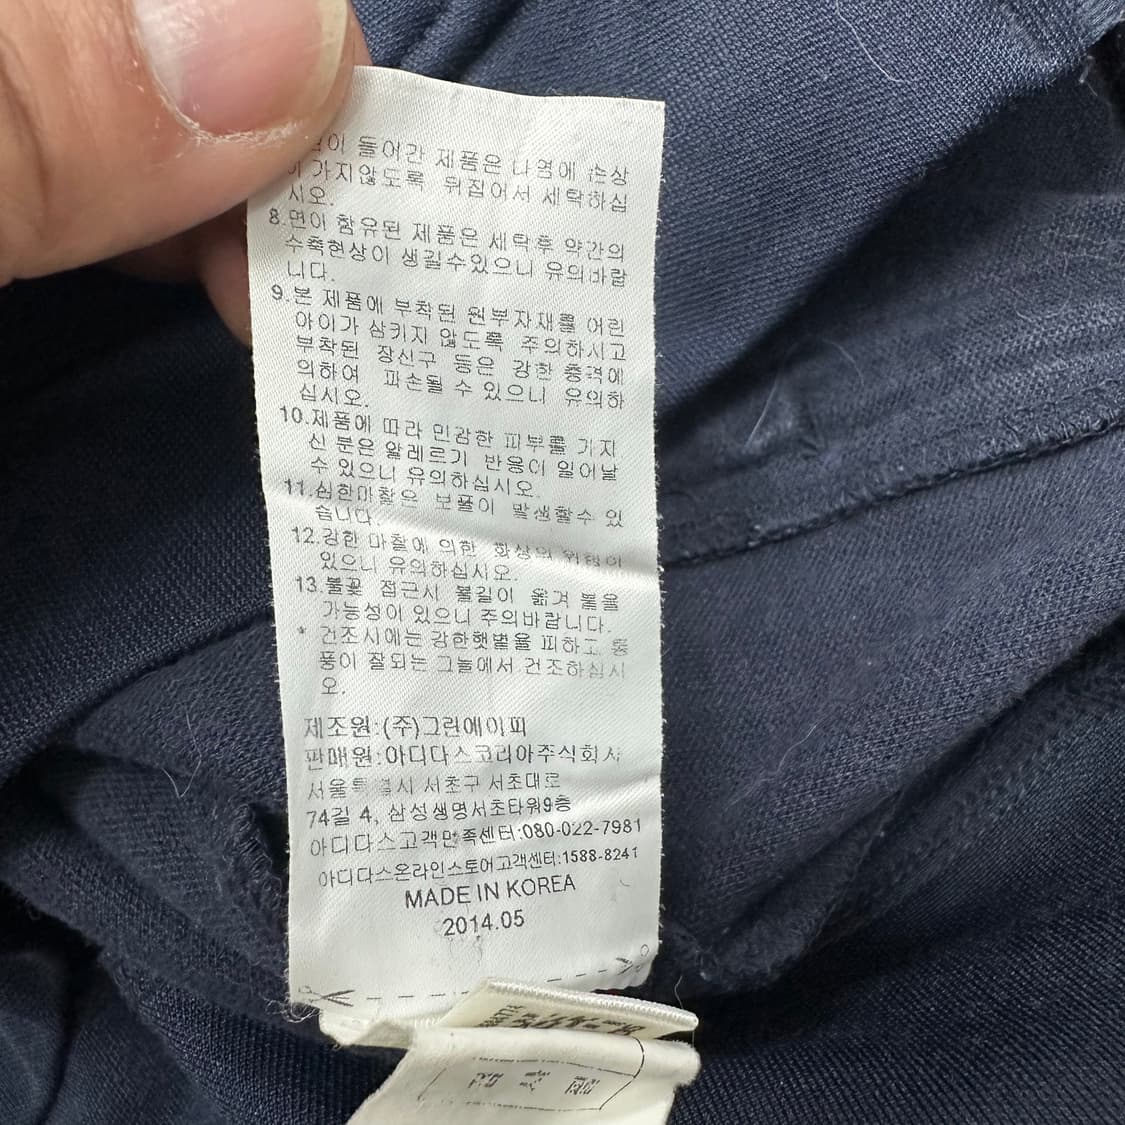 이 들어간 제품은 나염에 손상
이 가지않도록 뒤집어서 세탁하십
시오.
8.면이 함유된 제품은 세탁후 약간의
수축현상이 생길수있으니 유의바랍
니다.
9.본 제품에 부착된 원부자재를 어린
아이가 삼키지 않도록 주의하시고
부착된 장신구 등은 강한 충격에
의하여 파손될 수 있으니 유의하
십시오.
10.제품에 따라 민감한 피부를 가지
신 분은 알레르기 반응이 일어날
수 있으니 유의하십시오.
11.심한마찰은 보풀이 발생할수 있
습니다.
12.강한 마찰에 의한 화상의 위험이
있으니 유의하십시오.
13.불꽃 접근시 불길이 옮겨 붙을
가능성이 있으니 주의바랍니다.
* 건조시에는 강한햇볕을 피하고 통
풍이 잘되는 그늘에서 건조하십시
오.
제조원:(주)그린에이피
판매원:아디다스코리아주식회사
서울특별시 서초구 서초대로
74길 4, 삼성생명서초타워9층
아디다스고객만족센터:080-022-7981
아디다스온라인스토어고객센터:1588-8241
MADE IN KOREA
2014.05